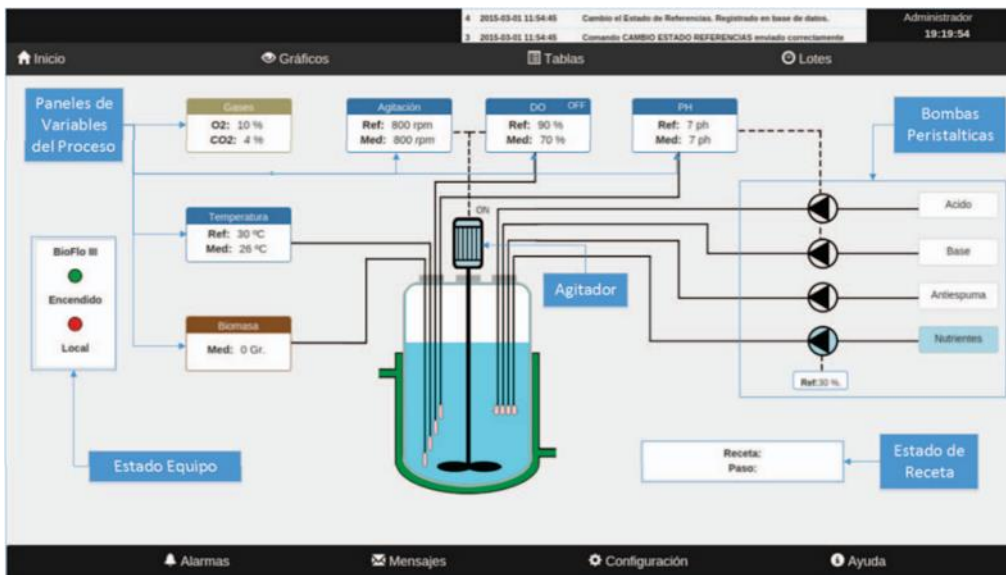 4 2015-03-01 11:54:45 Cambio el Estado de Referencias. Registrado en base de datos.
3 2015-03-01 11:54:45 Comando CAMBIO ESTADO REFERENCIAS enviado correctamente
Administrador
19:19:54
Inicio
Gráficos
Tablas
Lotes
Paneles de
Variables
del Proceso
Gases
O2: 10 %
CO2: 4 %
Agitación
Ref: 800 rpm
Med: 800 rpm
DO OFF
Ref: 90 %
Med: 70 %
PH
Ref: 7 ph
Med: 7 ph
Bombas
Peristalticas
Temperatura
Ref: 30 ºC
Med: 26 ºC
ON
Agitador
Acido
Base
Antiespuma
Nutrientes
Ref:30 %.
BioFlo III
Encendido
Local
Biomasa
Med: 0 Gr.
Estado Equipo
Receta:
Paso:
Estado de
Receta
Alarmas
Mensajes
Configuración
Ayuda